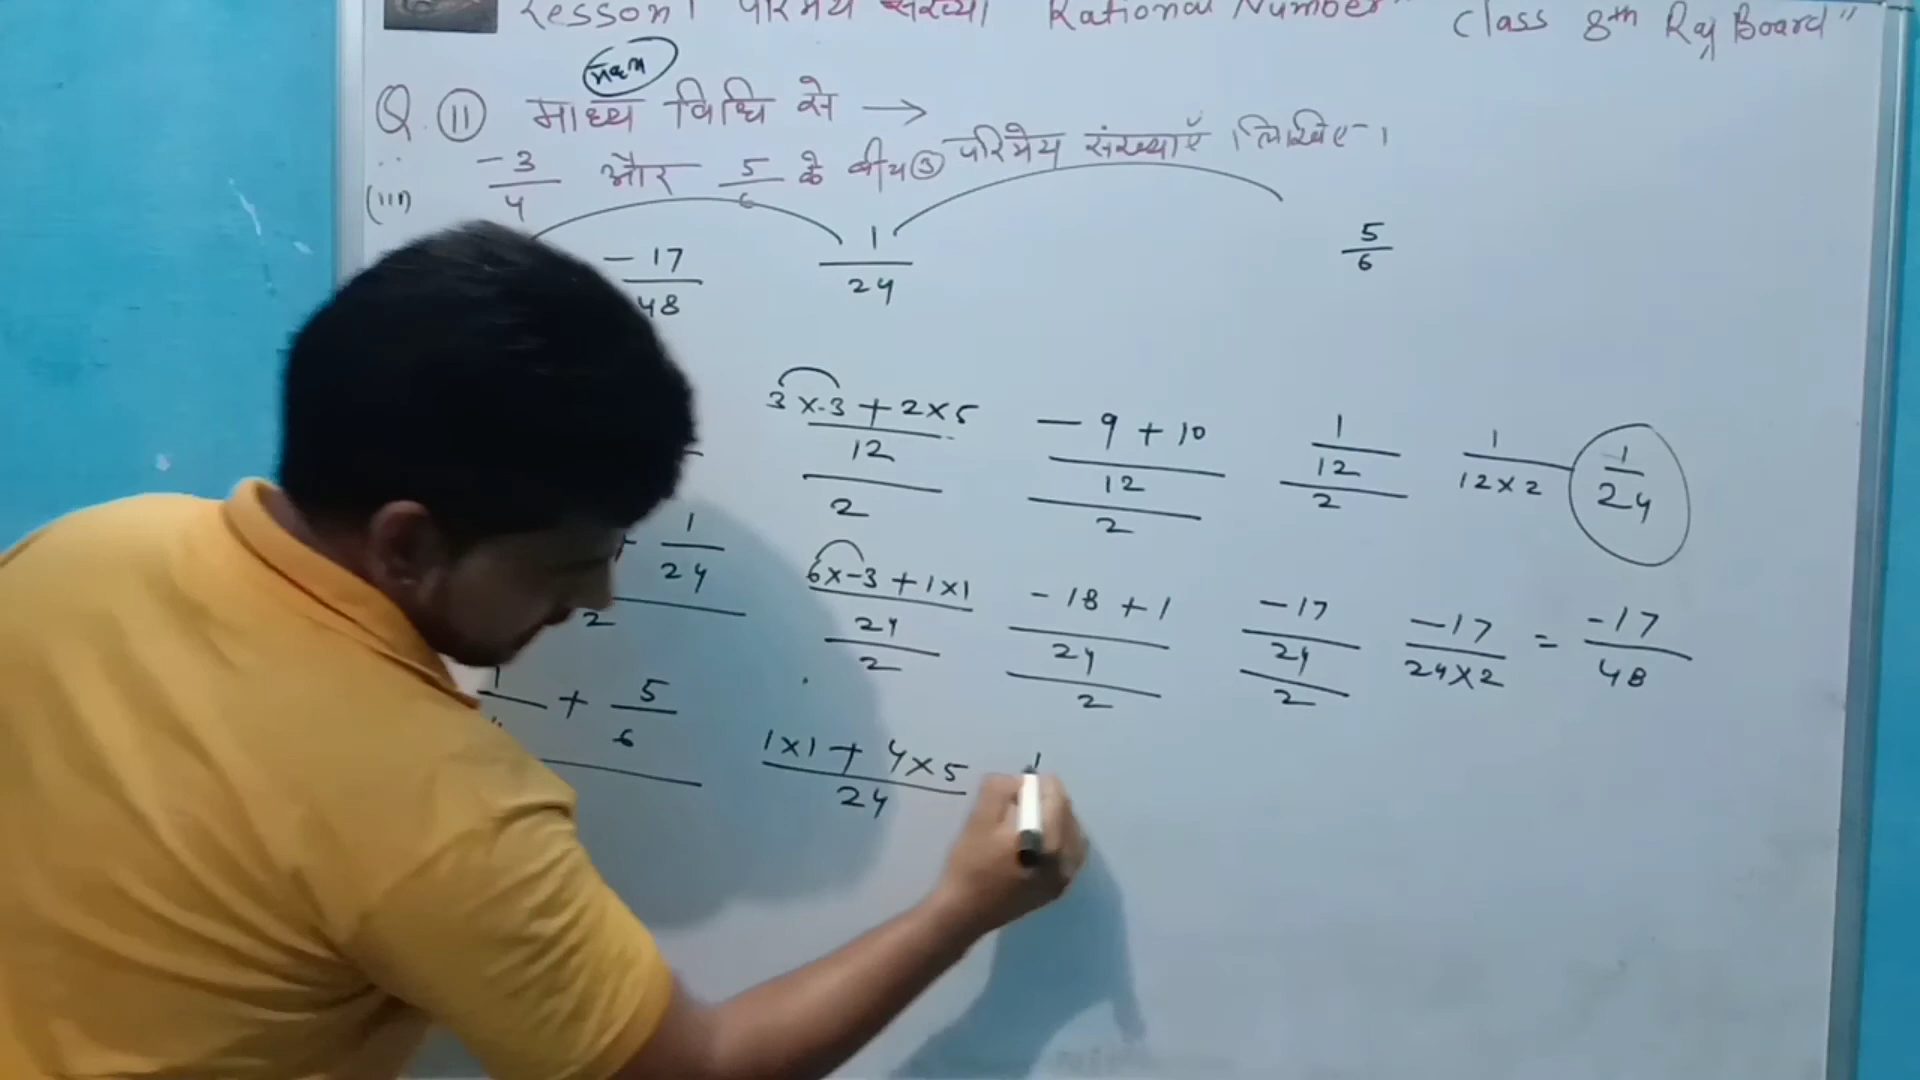 Lesson 1 परिमेय संख्या Rational Number" Class 8th Raj Board"
मध्य
Q. 11 माध्य विधि से →
(iii) -3/4 और 5/6 के बीच 3 परिमेय संख्याएँ लिखिए -।
-17/48 1/24 5/6
3x-3+2x5/12/2 -9+10/12/2 1/12/2 1/12x2 1/24
1/24/2 6x-3+1x1/24/2 -18+1/24/2 -17/24/2 -17/24x2 = -17/48
1 + 5/6 1x1+4x5/24